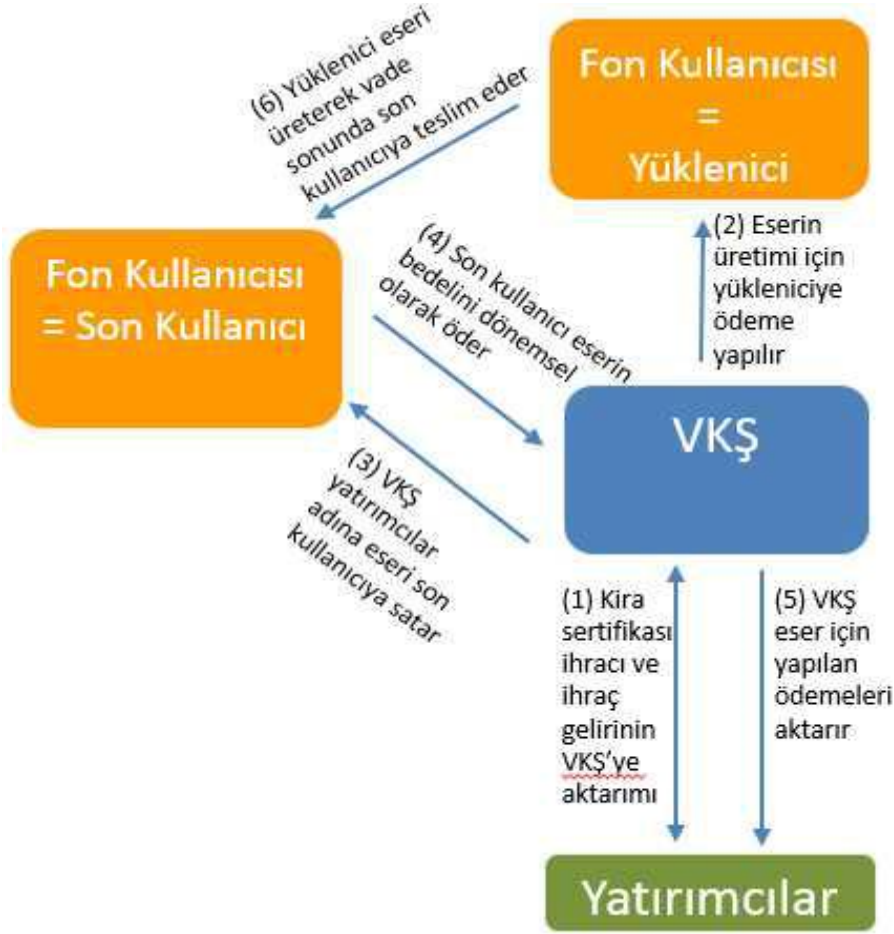 (6) Yüklenici eseri
üreterek vade
sonunda son
kullanıcıya teslim eder
Fon Kullanıcısı
=
Yüklenici
Fon Kullanıcısı
= Son Kullanıcı
(4) Son kullanıcı eserin
bedelini dönemsel
olarak öder
(2) Eserin
üretimi için
yükleniciye
ödeme
yapılır
VKŞ
(3) VKŞ
yatırımcılar
adına eseri son
kullanıcıya satar
(1) Kira
sertifikası
ihracı ve
ihraç
gelirinin
VKŞ'ye
aktarımı
(5) VKŞ
eser için
yapılan
ödemeleri
aktarır
Yatırımcılar